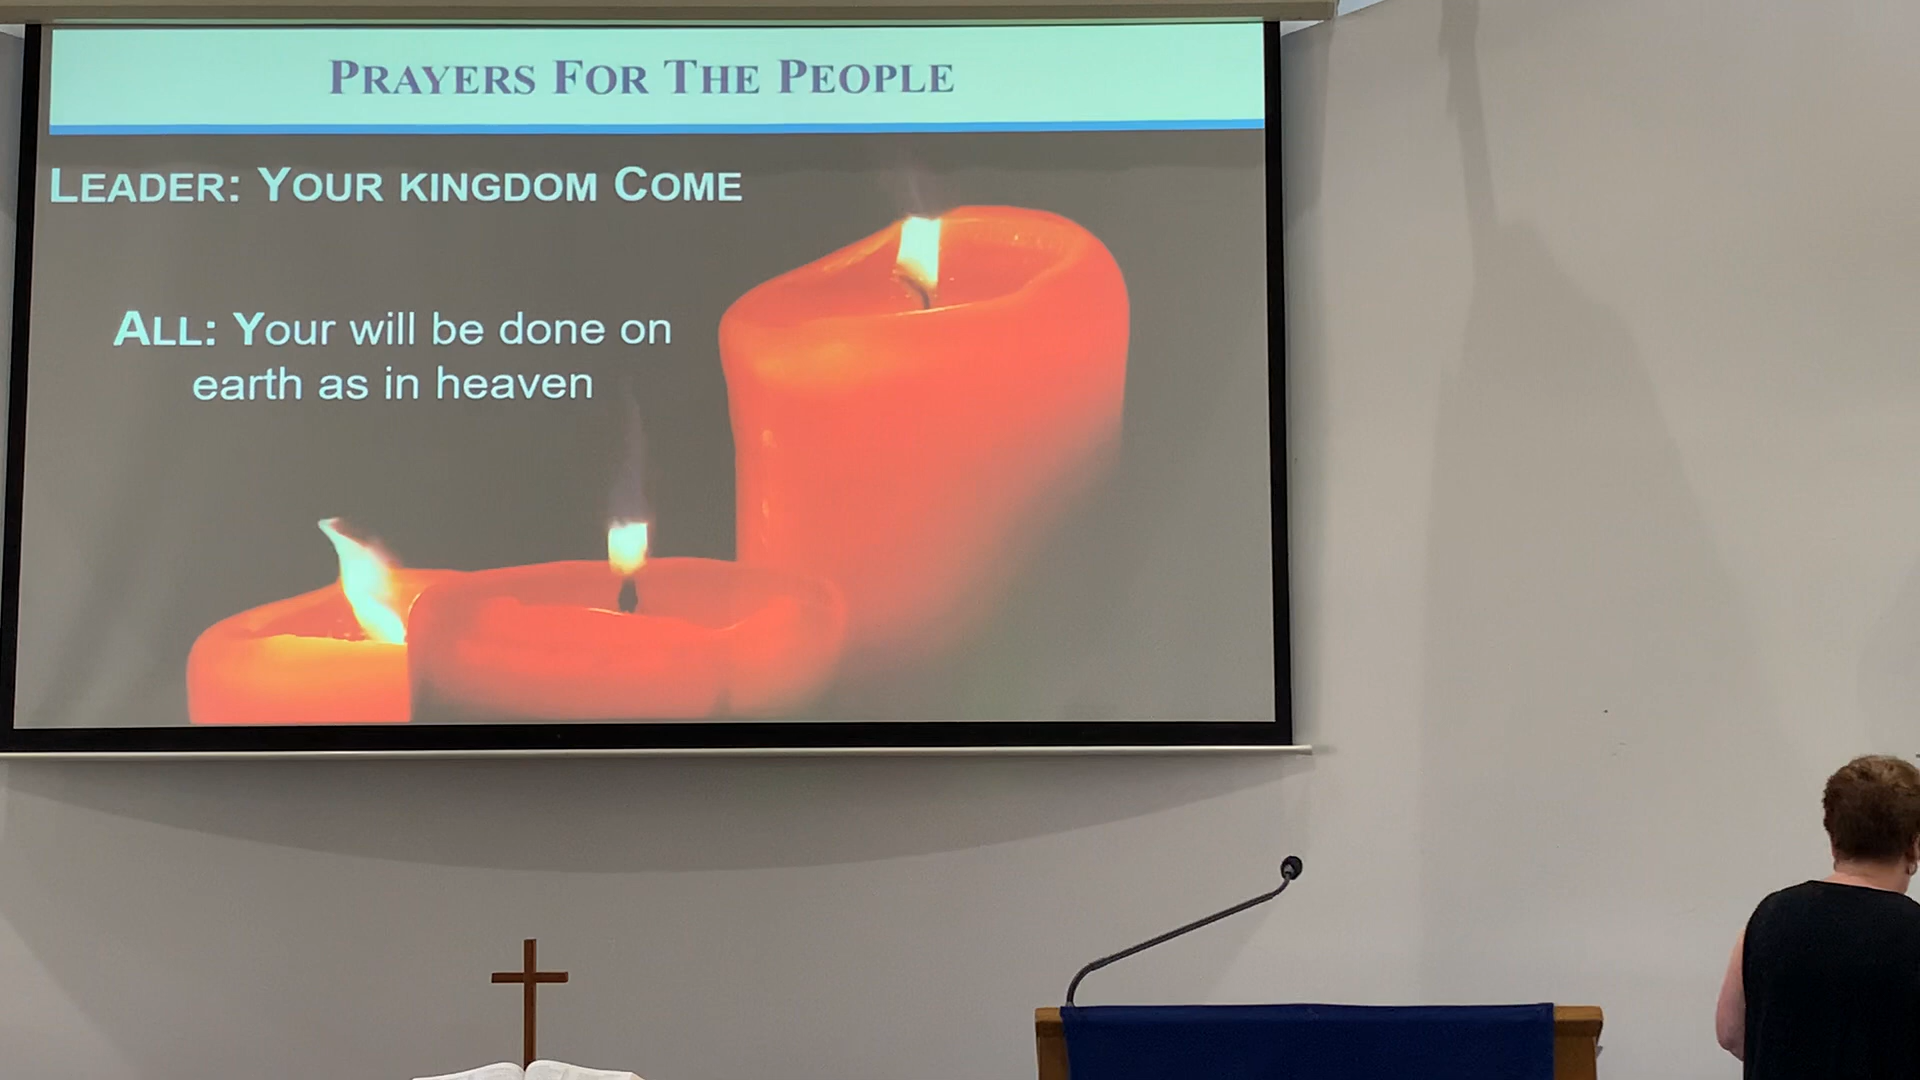 PRAYERS FOR THE PEOPLE
LEADER: YOUR KINGDOM COME
ALL: Your will be done on
earth as in heaven